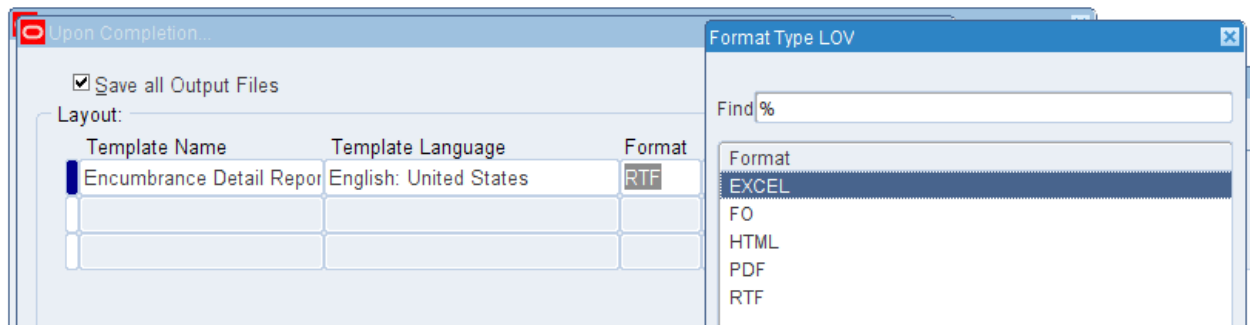 Upon Completion...
Save all Output Files
Layout:
Template Name Template Language Format
Encumbrance Detail Repor English: United States RTF
Format Type LOV
Find %
Format
EXCEL
FO
HTML
PDF
RTF